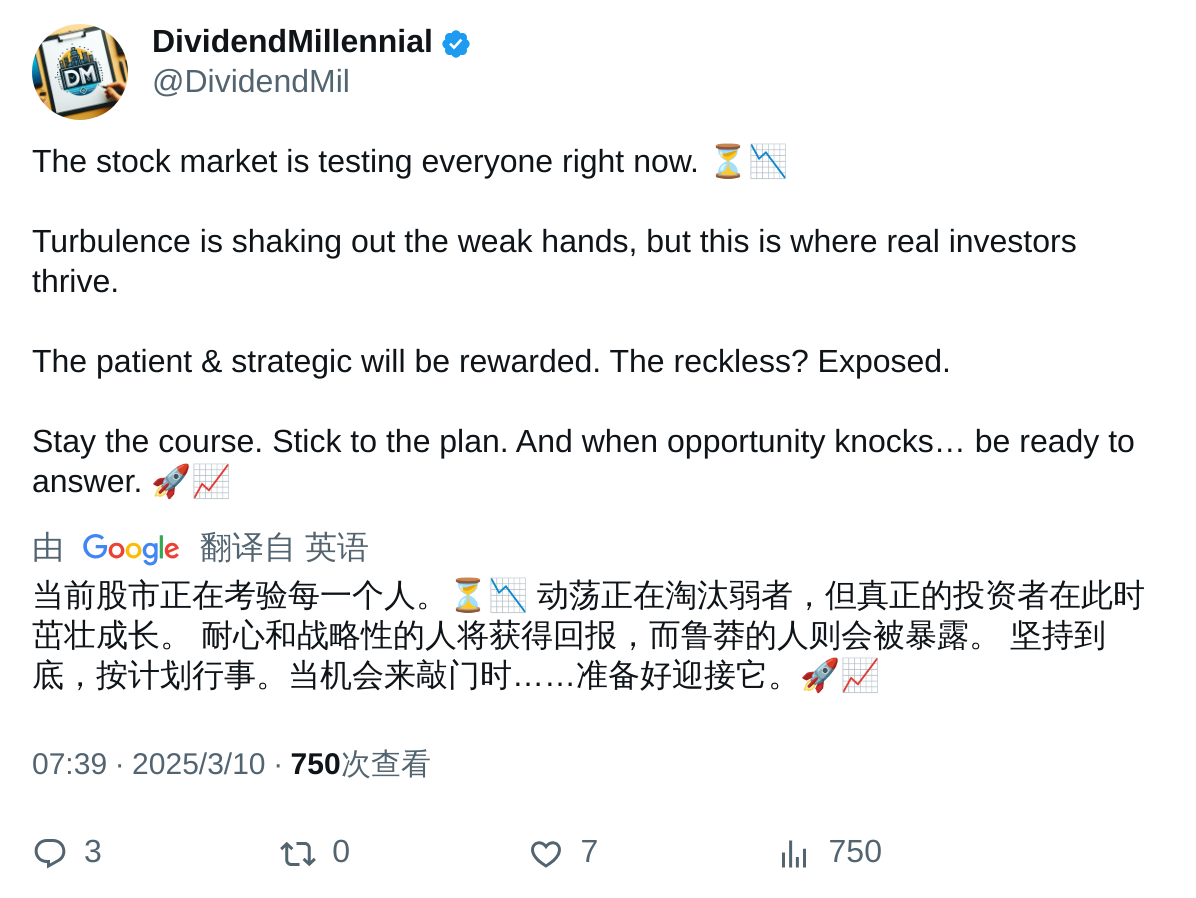 DividendMillennial
@DividendMil
DM
The stock market is testing everyone right now. ⏳📉
Turbulence is shaking out the weak hands, but this is where real investors
thrive.
The patient & strategic will be rewarded. The reckless? Exposed.
Stay the course. Stick to the plan. And when opportunity knocks… be ready to
answer. 🚀📈
由 Google 翻译自 英语
当前股市正在考验每一个人。⏳📉 动荡正在淘汰弱者，但真正的投资者在此时
茁壮成长。 耐心和战略性的人将获得回报，而鲁莽的人则会被暴露。 坚持到
底，按计划行事。当机会来敲门时……准备好迎接它。🚀📈
07:39 · 2025/3/10 · 750次查看
3 0 7 750